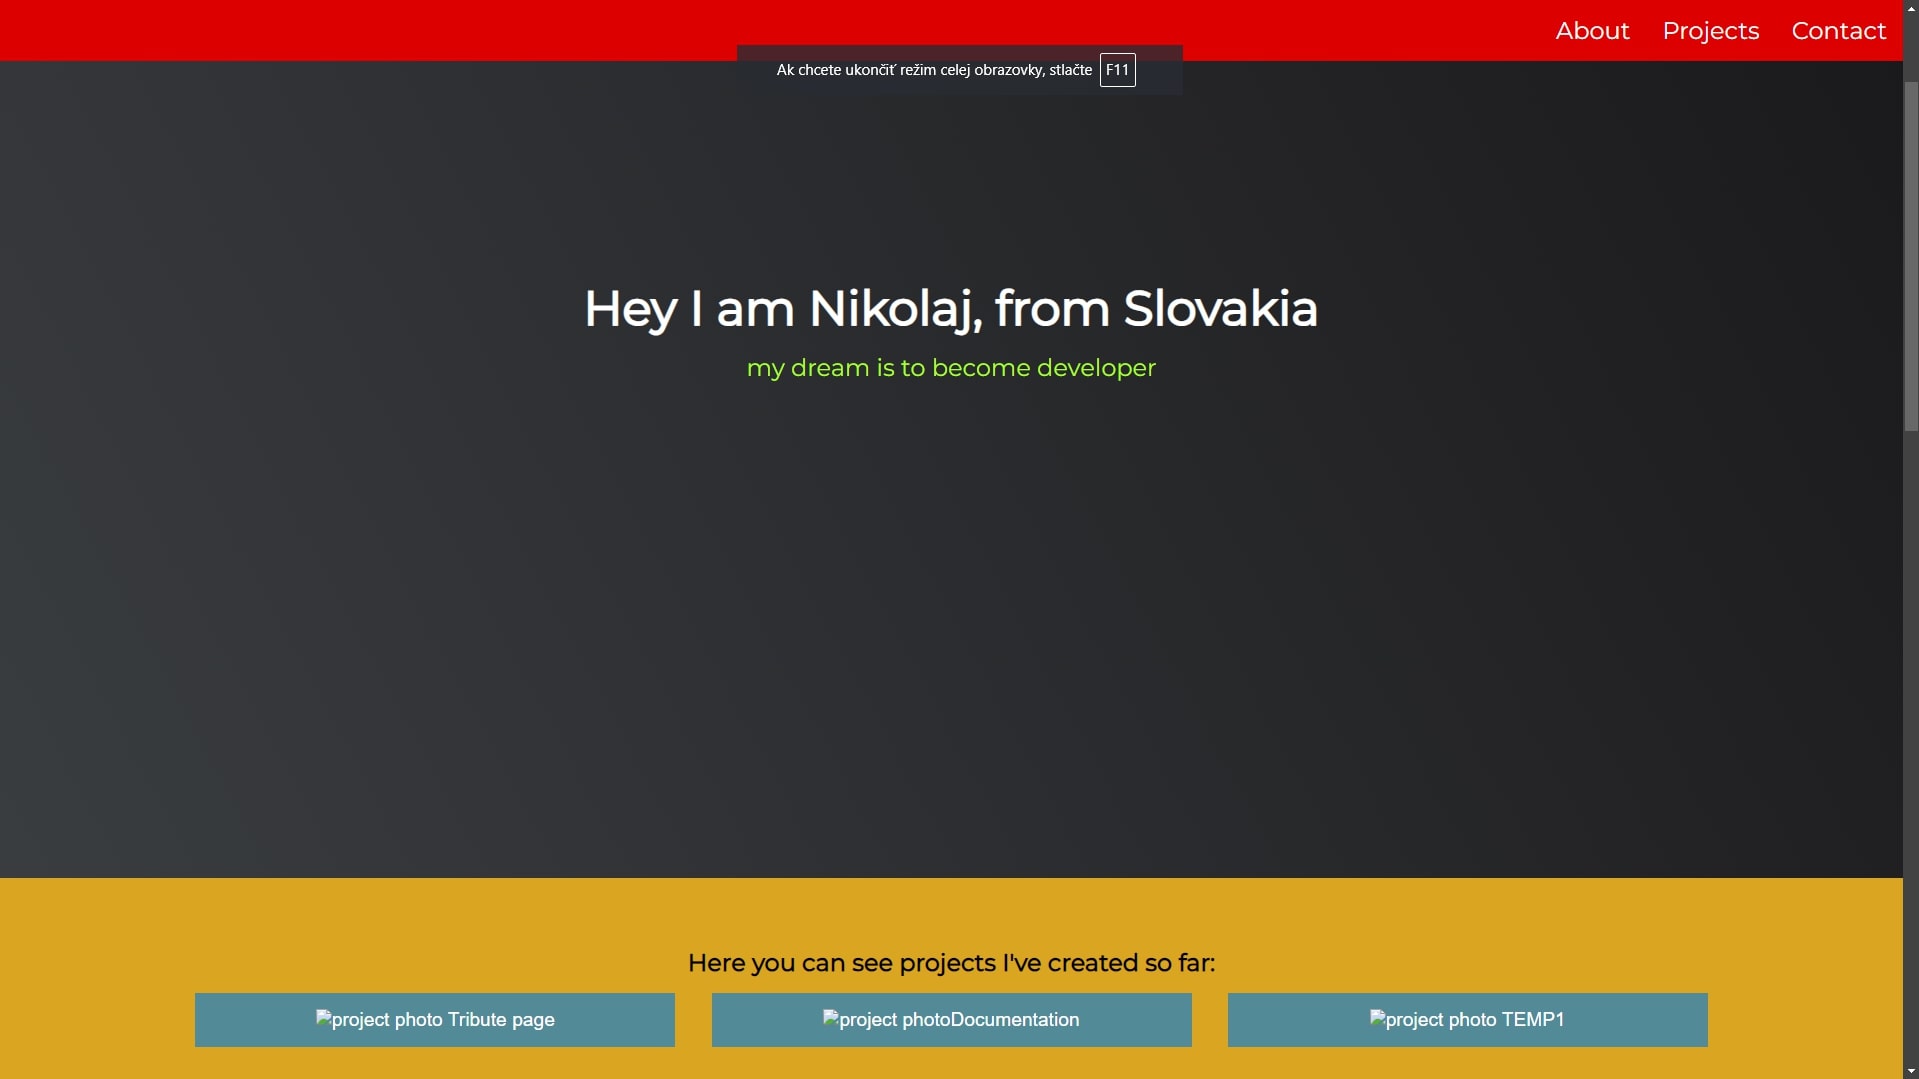 About Projects Contact
Ak chcete ukončiť režim celej obrazovky, stlačte F11
Hey I am Nikolaj, from Slovakia
my dream is to become developer
Here you can see projects I've created so far:
project photo Tribute page
project photoDocumentation
project photo TEMP1